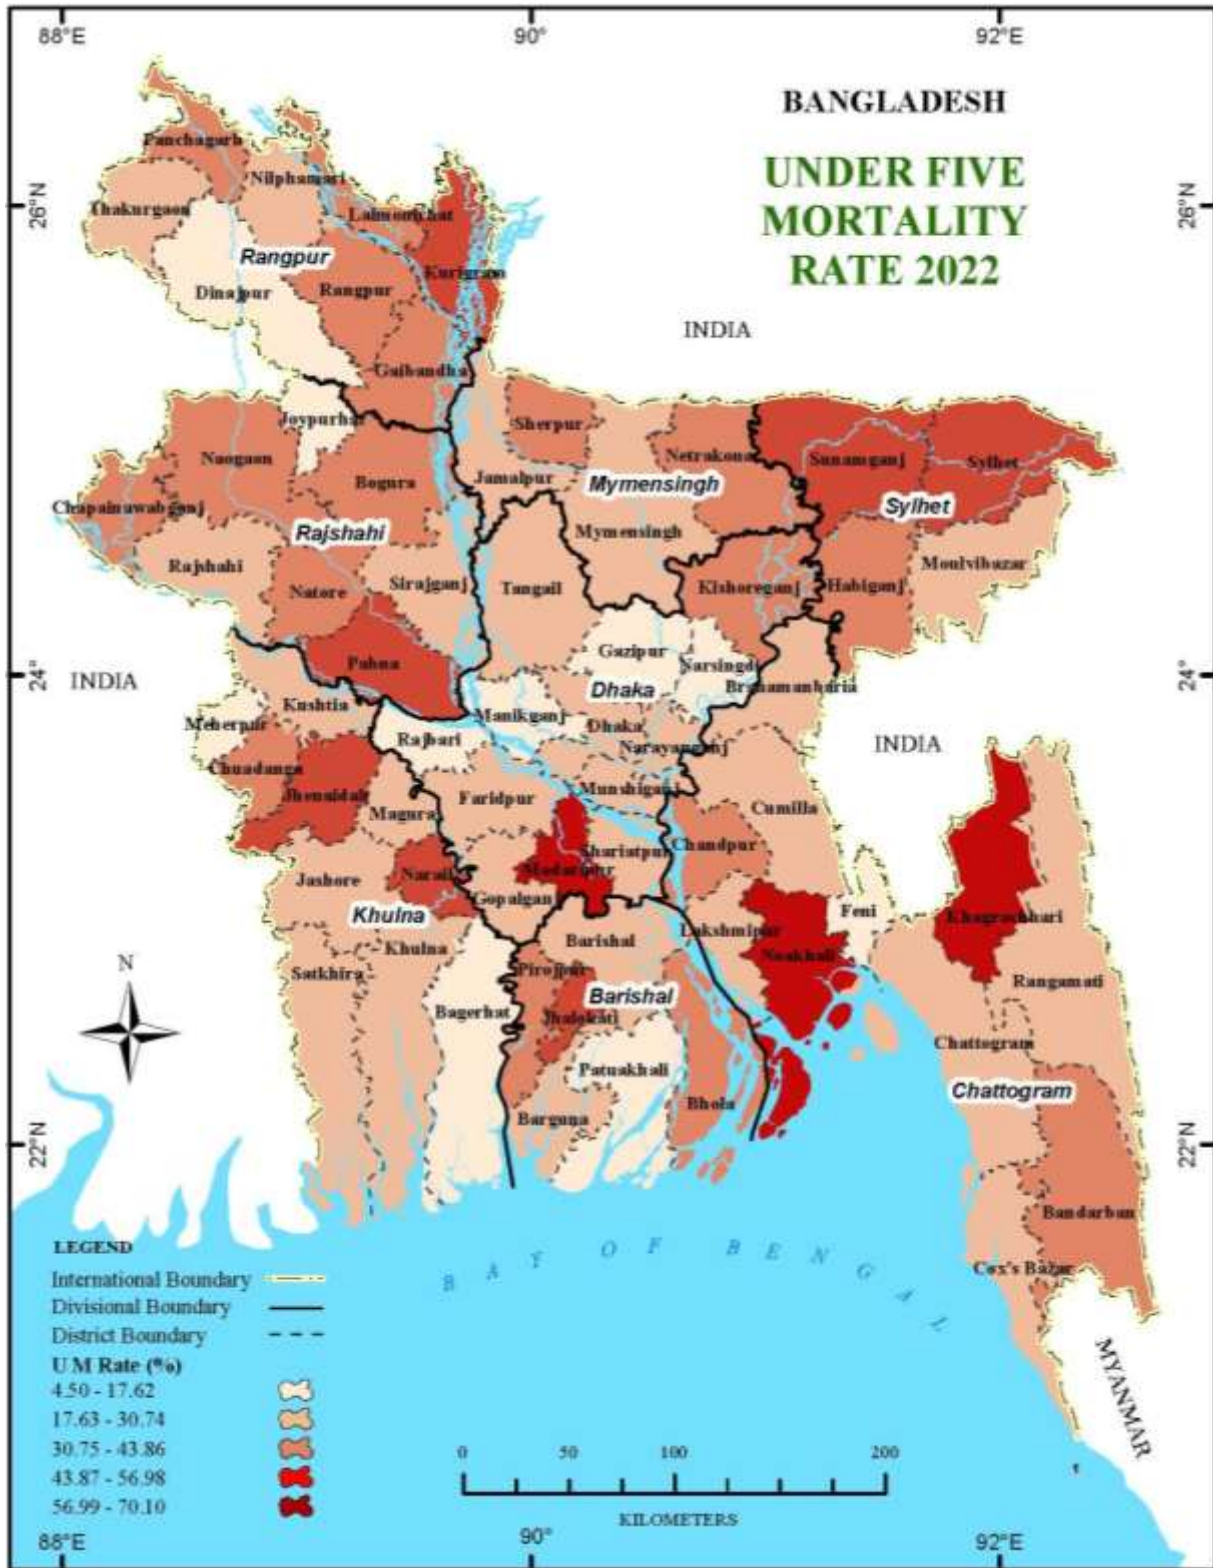 88°E
90°
92°E
BANGLADESH
UNDER FIVE
MORTALITY
RATE 2022
26°N
26°N
INDIA
Panchagarh
Nilphamari
Thakurgaon
Lalmonirhat
Rangpur
Kurigram
Dinajpur
Rangpur
Gaibandha
Joypurhat
Sherpur
Netrakona
Sunamganj
Sylhet
Naogaon
Bogura
Jamalpur
Mymensingh
Sylhet
Chapainawabganj
Rajshahi
Mymensingh
Rajshahi
Sirajganj
Tangail
Kishoreganj
Habiganj
Moulvibazar
Natore
Gazipur
Narsingdi
24°
INDIA
Pabna
Dhaka
Brahamanbaria
24°
Kushtia
Manikganj
Meherpur
Rajbari
Dhaka
Narayanganj
INDIA
Chuadanga
Jhenaidah
Faridpur
Munshiganj
Magura
Cumilla
Shariatpur
Chandpur
Jashore
Narail
Madaripur
Gopalganj
Khulna
Feni
Khagrachhari
Lakshmipur
Khulna
Barishal
Noakhali
N
Satkhira
Pirojpur
Rangamati
Bagerhat
Barishal
Jhalokati
Chattogram
Patuakhali
Chattogram
Bhola
Barguna
22°N
22°N
Bandarban
Cox's Bazar
BAY OF BENGAL
MYANMAR
LEGEND
International Boundary
Divisional Boundary
District Boundary
U M Rate (%)
4.50 - 17.62
17.63 - 30.74
30.75 - 43.86
43.87 - 56.98
56.99 - 70.10
0 50 100 200
KILOMETERS
88°E
90°
92°E